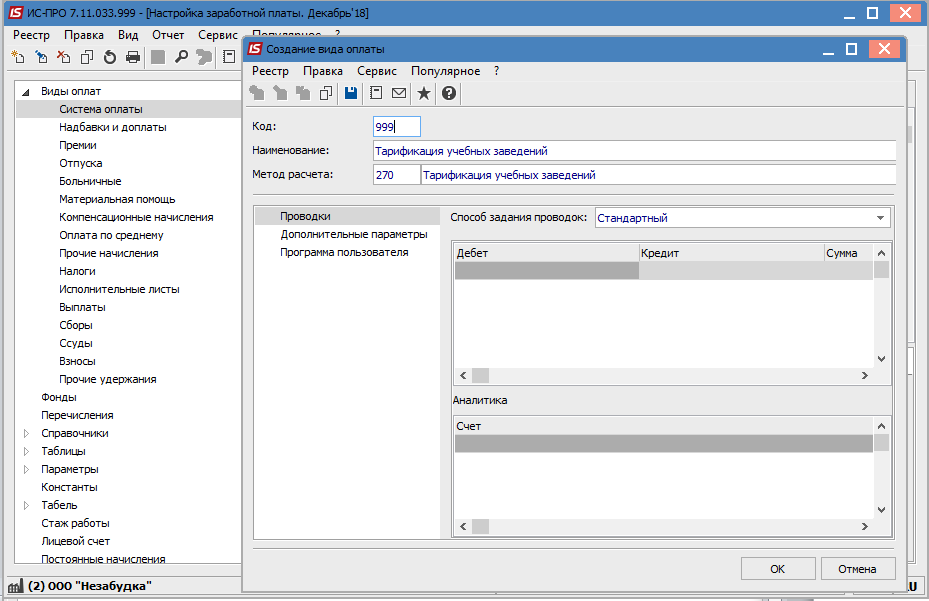 IS ИС-ПРО 7.11.033.999 - [Настройка заработной платы. Декабрь'18]
Реестр Правка Вид Отчет Сервис
Виды оплат
Система оплаты
Надбавки и доплаты
Премии
Отпуска
Больничные
Материальная помощь
Компенсационные начисления
Оплата по среднему
Прочие начисления
Налоги
Исполнительные листы
Выплаты
Сборы
Ссуды
Взносы
Прочие удержания
Фонды
Перечисления
Справочники
Таблицы
Параметры
Константы
Табель
Стаж работы
Лицевой счет
Постоянные начисления
(2) ООО "Незабудка"
IS Создание вида оплаты
Реестр Правка Сервис Популярное ?
Код: 999
Наименование: Тарификация учебных заведений
Метод расчета: 270 Тарификация учебных заведений
Проводки
Дополнительные параметры
Программа пользователя
Способ задания проводок: Стандартный
Дебет Кредит Сумма
Аналитика
Счет
OK Отмена